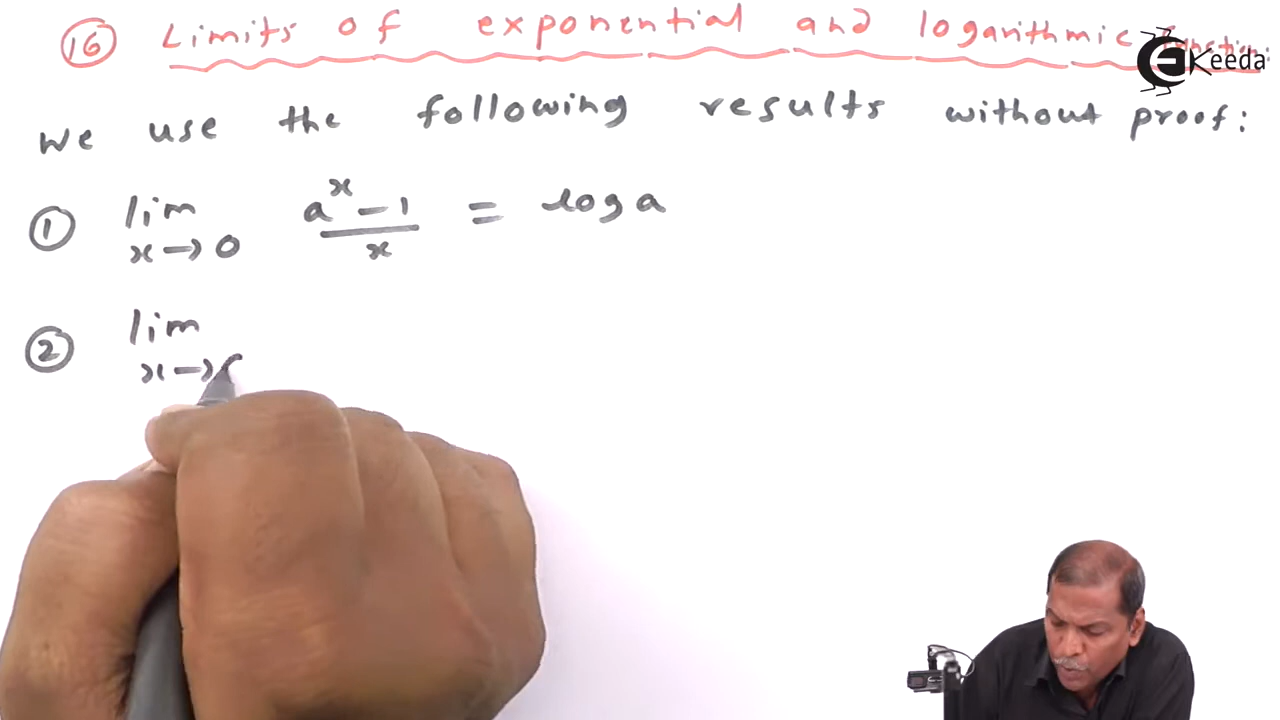 16 Limits of exponential and logarithmic function:
Ekeeda
We use the following results without proof:
① lim x→0 (a^x − 1)/x = log a
② lim x→